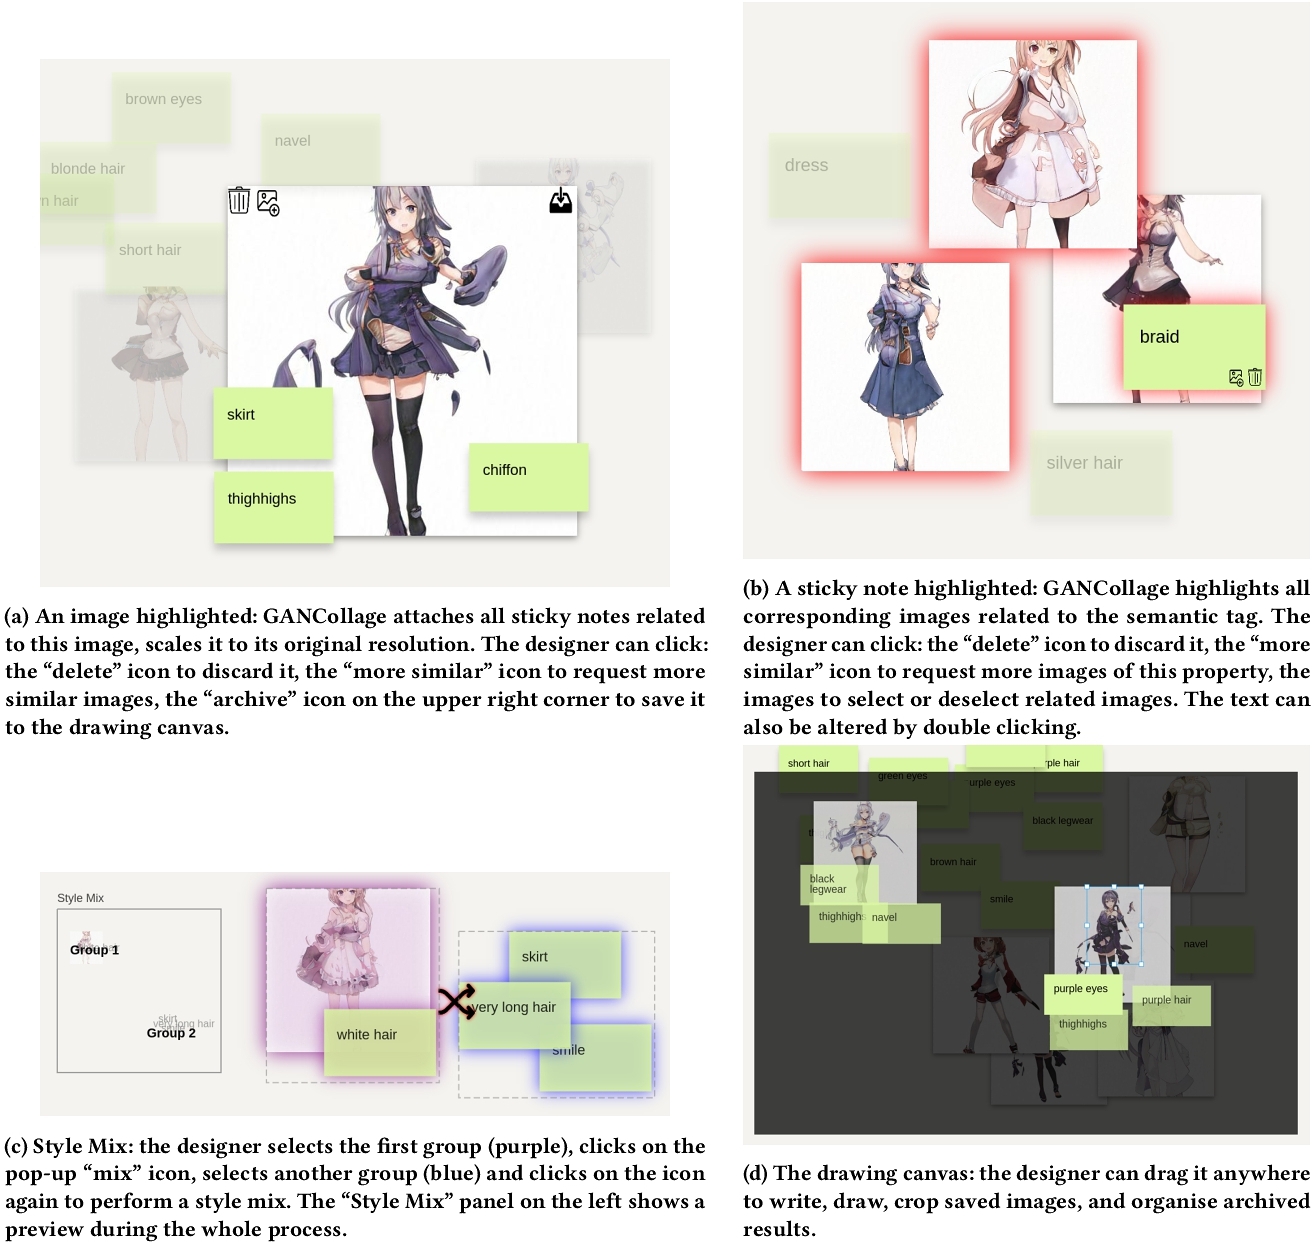 brown eyes
navel
blonde hair
n hair
short hair
skirt
chiffon
thighhighs
dress
braid
silver hair
(a) An image highlighted: GANCollage attaches all sticky notes related
to this image, scales it to its original resolution. The designer can click:
the “delete” icon to discard it, the “more similar” icon to request more
similar images, the “archive” icon on the upper right corner to save it
to the drawing canvas.
(b) A sticky note highlighted: GANCollage highlights all
corresponding images related to the semantic tag. The
designer can click: the “delete” icon to discard it, the “more
similar” icon to request more images of this property, the
images to select or deselect related images. The text can
also be altered by double clicking.
Style Mix
Group 1
skirt
very long hair
Group 2
white hair
skirt
very long hair
smile
short hair
rple hair
green eyes
urple eyes
black legwear
th
brown hair
black
legwear
smile
thighhighs
navel
navel
purple eyes
purple hair
thighhighs
(c) Style Mix: the designer selects the first group (purple), clicks on the
pop-up “mix” icon, selects another group (blue) and clicks on the icon
again to perform a style mix. The “Style Mix” panel on the left shows a
preview during the whole process.
(d) The drawing canvas: the designer can drag it anywhere
to write, draw, crop saved images, and organise archived
results.